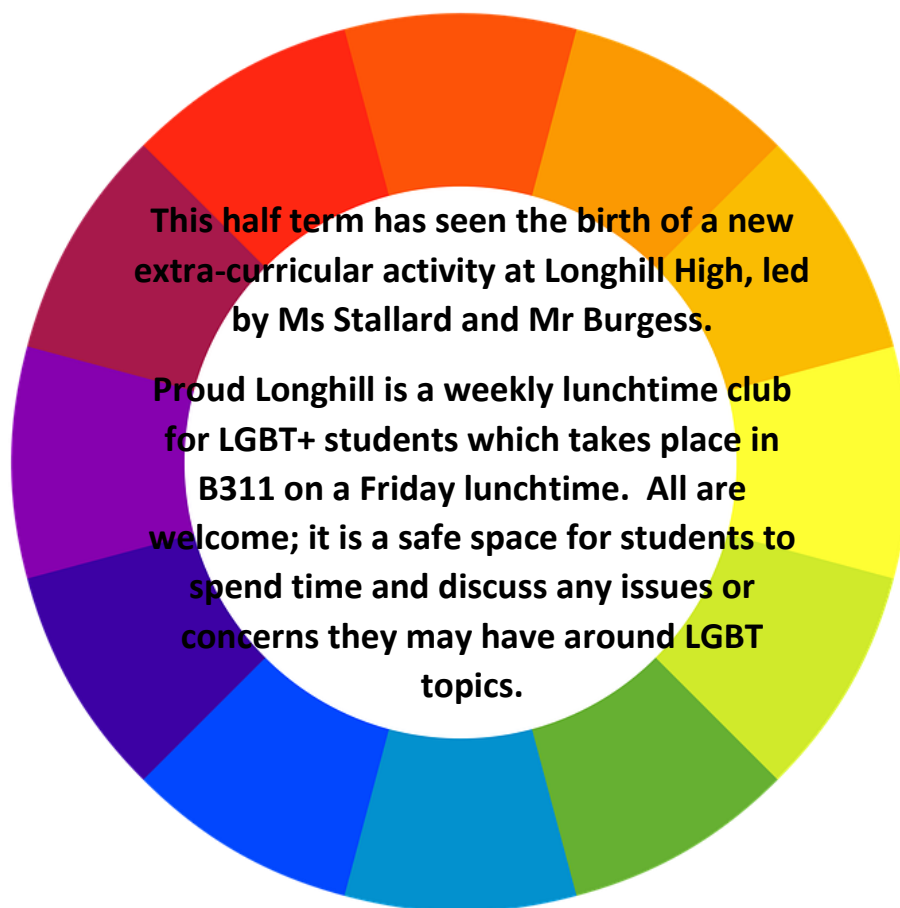 This half term has seen the birth of a new
extra-curricular activity at Longhill High, led
by Ms Stallard and Mr Burgess.
Proud Longhill is a weekly lunchtime club
for LGBT+ students which takes place in
B311 on a Friday lunchtime.  All are
welcome; it is a safe space for students to
spend time and discuss any issues or
concerns they may have around LGBT
topics.